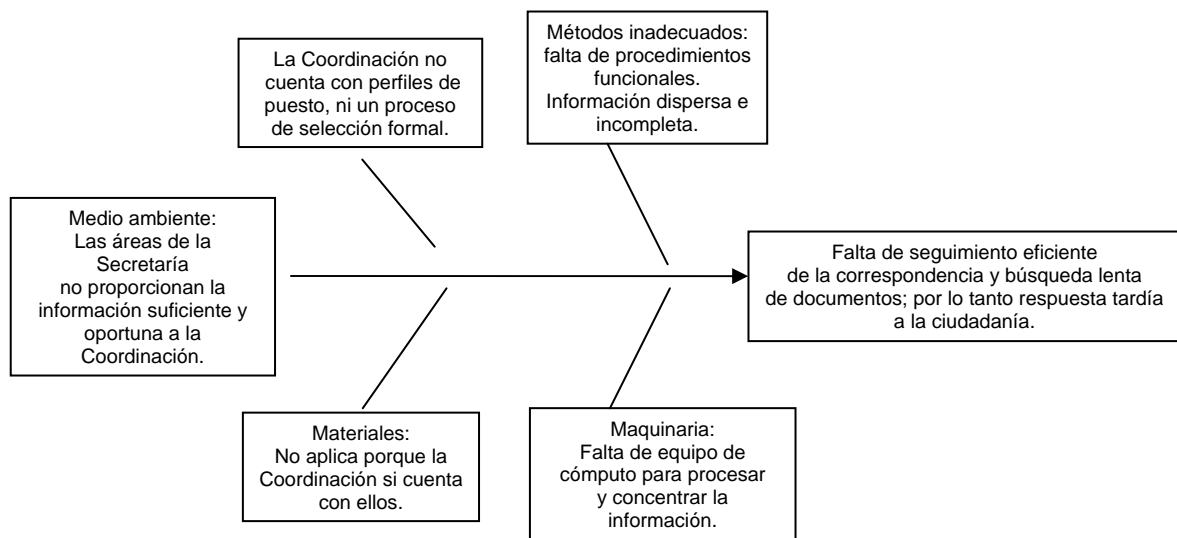 La Coordinación no
cuenta con perfiles de
puesto, ni un proceso
de selección formal.
Métodos inadecuados:
falta de procedimientos
funcionales.
Información dispersa e
incompleta.
Medio ambiente:
Las áreas de la
Secretaría
no proporcionan la
información suficiente y
oportuna a la
Coordinación.
Falta de seguimiento eficiente
de la correspondencia y búsqueda lenta
de documentos; por lo tanto respuesta tardía
a la ciudadanía.
Materiales:
No aplica porque la
Coordinación si cuenta
con ellos.
Maquinaria:
Falta de equipo de
cómputo para procesar
y concentrar la
información.